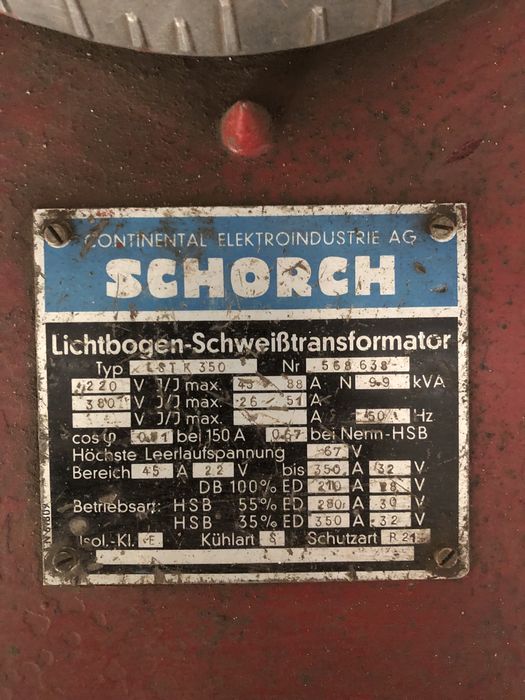 CONTINENTAL ELEKTROINDUSTRIE AG
SCHORCH
Lichtbogen-Schweißtransformator
Typ 350 Nr 568 638
220 V J/J max. 88 A N 9.9 kVA
380 V J/J max. 26 51 A
V J/J max. A 50 Hz
cos φ bei 150 A 0.67 bei Nenn-HSB
Höchste Leerlaufspannung 67 V
Bereich 45 A 22 V bis 350 A 32 V
DB 100% ED 210 A 28 V
Betriebsart: HSB 55% ED 280 A 30 V
HSB 35% ED 350 A 32 V
Isol.-Kl. E Kühlart S Schutzart